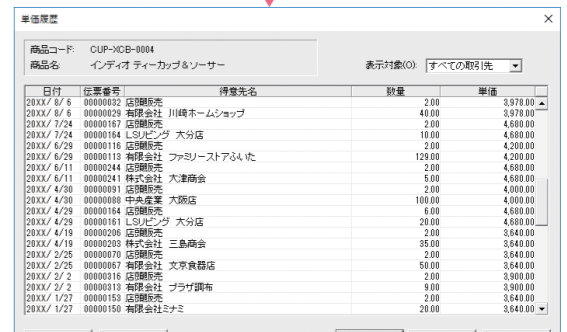 単価履歴
商品コード: CUP-XCB-0004
商品名: インディオ ティーカップ＆ソーサー
表示対象(O): すべての取引先
日付 伝票番号 得意先名 数量 単価
20XX/ 8/ 6 00000032 店頭販売 2.00 3,978.00
20XX/ 8/ 6 00000029 有限会社 川崎ホームショップ 40.00 3,978.00
20XX/ 7/24 00000167 店頭販売 2.00 4,680.00
20XX/ 7/24 00000164 LSリビング 大分店 10.00 4,680.00
20XX/ 6/29 00000116 店頭販売 2.00 4,200.00
20XX/ 6/29 00000113 有限会社 ファミリーストアふいた 129.00 4,200.00
20XX/ 6/11 00000244 店頭販売 2.00 4,680.00
20XX/ 6/11 00000241 株式会社 大津商会 5.00 4,680.00
20XX/ 4/30 00000091 店頭販売 2.00 4,000.00
20XX/ 4/30 00000088 中央産業 大阪店 100.00 4,000.00
20XX/ 4/29 00000164 店頭販売 6.00 4,680.00
20XX/ 4/29 00000161 LSリビング 大分店 20.00 4,680.00
20XX/ 4/19 00000206 店頭販売 2.00 3,640.00
20XX/ 4/19 00000203 株式会社 三島商会 35.00 3,640.00
20XX/ 2/25 00000070 店頭販売 2.00 3,640.00
20XX/ 2/25 00000067 有限会社 文京食器店 50.00 3,640.00
20XX/ 2/ 2 00000316 店頭販売 2.00 3,900.00
20XX/ 2/ 2 00000313 有限会社 プラザ調布 9.00 3,900.00
20XX/ 1/27 00000153 店頭販売 2.00 3,640.00
20XX/ 1/27 00000150 有限会社ミナミ 20.00 3,640.00